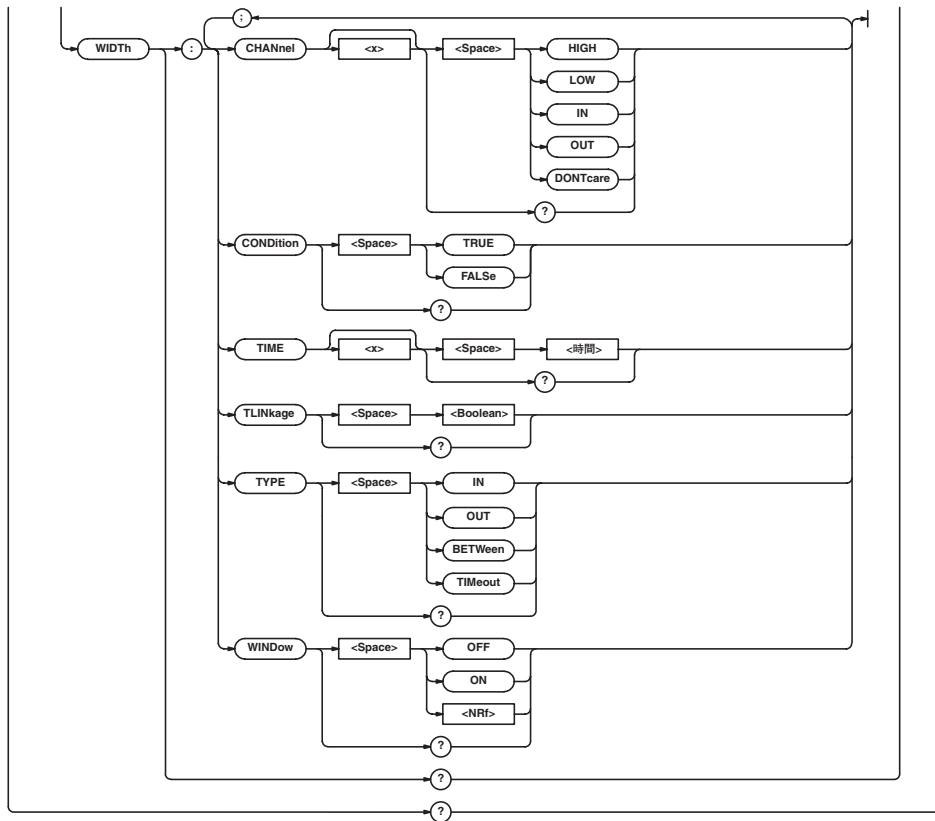 ;
WIDTh : CHANnel <x> <Space> HIGH
LOW
IN
OUT
DONTcare
?
CONDition <Space> TRUE
FALSe
?
TIME <x> <Space> <時間>
?
TLINkage <Space> <Boolean>
?
TYPE <Space> IN
OUT
BETWeen
TIMeout
?
WINDow <Space> OFF
ON
<NRf>
?
?
?